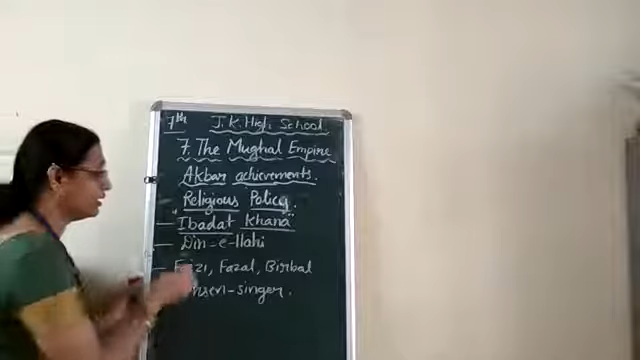 7th J.K. High School
7. The Mughal Empire
Akbar achievements.
Religious Policy
Ibadat Khana
- Din-e-Ilahi
Fazal, Birbal
-singer.